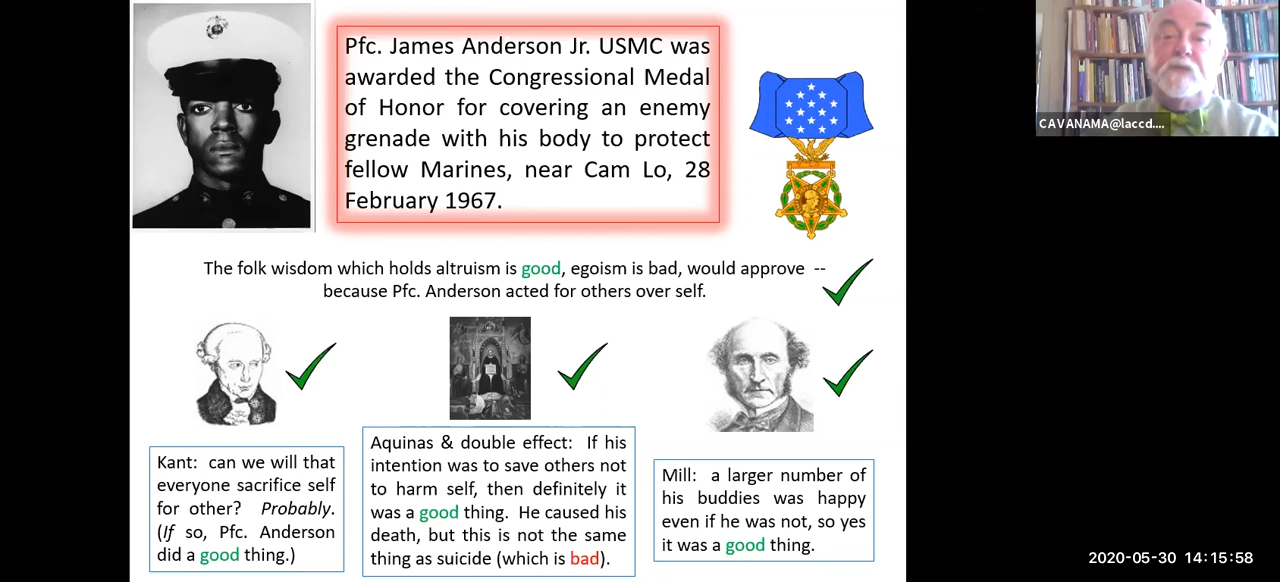 Pfc. James Anderson Jr. USMC was
awarded the Congressional Medal
of Honor for covering an enemy
grenade with his body to protect
fellow Marines, near Cam Lo, 28
February 1967.
CAVANAMA@laccd....
The folk wisdom which holds altruism is good, egoism is bad, would approve --
because Pfc. Anderson acted for others over self.
Kant: can we will that
everyone sacrifice self
for other? Probably.
(If so, Pfc. Anderson
did a good thing.)
Aquinas & double effect: If his
intention was to save others not
to harm self, then definitely it
was a good thing. He caused his
death, but this is not the same
thing as suicide (which is bad).
Mill: a larger number of
his buddies was happy
even if he was not, so yes
it was a good thing.
2020-05-30 14:15:58